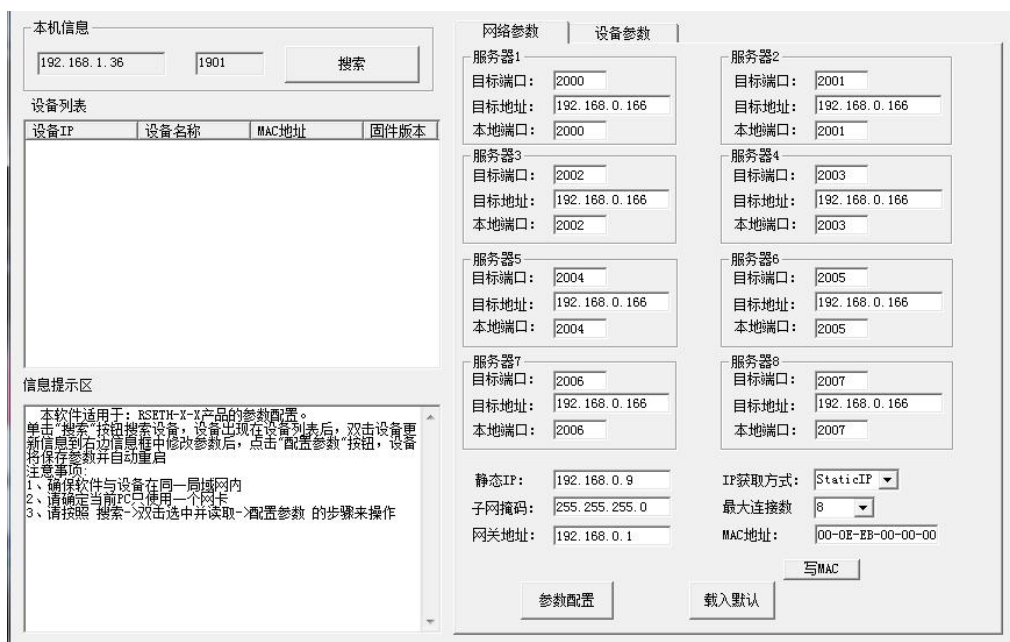 本机信息
192.168.1.36 1901 搜索
设备列表
设备IP 设备名称 MAC地址 固件版本
信息提示区
本软件适用于: RSETH-X-X产品的参数配置。
单击"搜索"按钮搜索设备，设备出现在设备列表后，双击设备更
新信息到右边信息框中修改参数后，点击"配置参数"按钮，设备
将保存参数并自动重启
注意事项:
1、确保软件与设备在同一局域网内
2、请确定当前PC只使用一个网卡
3、请按照 搜索->双击选中并读取->配置参数 的步骤来操作
网络参数 设备参数
服务器1
目标端口: 2000
目标地址: 192.168.0.166
本地端口: 2000
服务器2
目标端口: 2001
目标地址: 192.168.0.166
本地端口: 2001
服务器3
目标端口: 2002
目标地址: 192.168.0.166
本地端口: 2002
服务器4
目标端口: 2003
目标地址: 192.168.0.166
本地端口: 2003
服务器5
目标端口: 2004
目标地址: 192.168.0.166
本地端口: 2004
服务器6
目标端口: 2005
目标地址: 192.168.0.166
本地端口: 2005
服务器7
目标端口: 2006
目标地址: 192.168.0.166
本地端口: 2006
服务器8
目标端口: 2007
目标地址: 192.168.0.166
本地端口: 2007
静态IP: 192.168.0.9
子网掩码: 255.255.255.0
网关地址: 192.168.0.1
IP获取方式: StaticIP
最大连接数 8
MAC地址: 00-0E-EB-00-00-00
写MAC
参数配置 载入默认